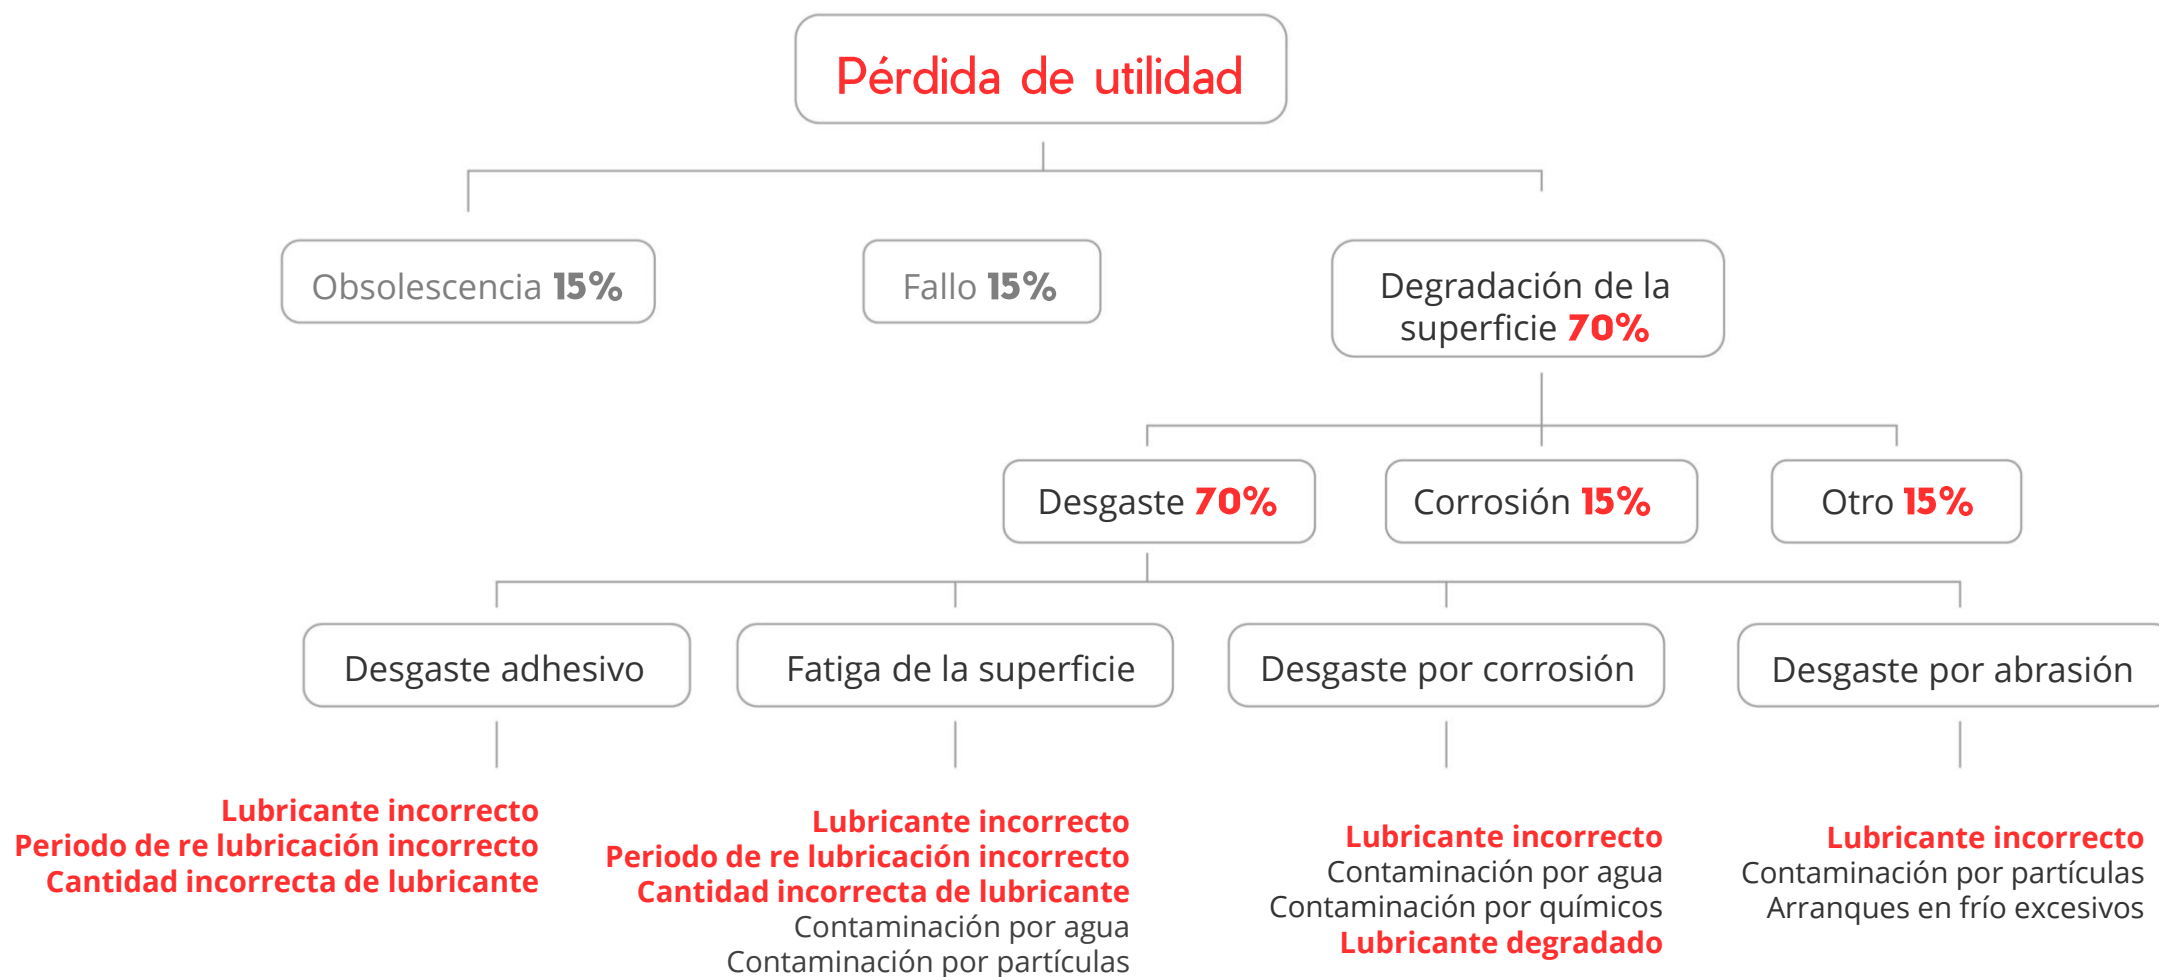 Pérdida de utilidad
Obsolescencia 15%
Fallo 15%
Degradación de la
superficie 70%
Desgaste 70%
Corrosión 15%
Otro 15%
Desgaste adhesivo
Fatiga de la superficie
Desgaste por corrosión
Desgaste por abrasión
Lubricante incorrecto
Periodo de re lubricación incorrecto
Cantidad incorrecta de lubricante
Lubricante incorrecto
Periodo de re lubricación incorrecto
Cantidad incorrecta de lubricante
Contaminación por agua
Contaminación por partículas
Lubricante incorrecto
Contaminación por agua
Contaminación por químicos
Lubricante degradado
Lubricante incorrecto
Contaminación por partículas
Arranques en frío excesivos